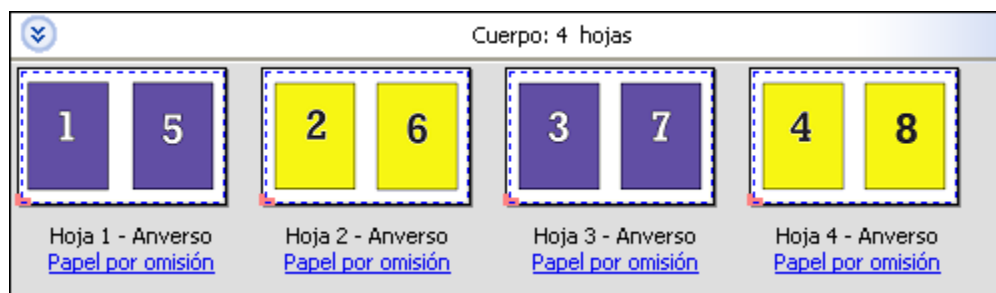 Cuerpo: 4 hojas
1 5 2 6 3 7 4 8
Hoja 1 - Anverso Hoja 2 - Anverso Hoja 3 - Anverso Hoja 4 - Anverso
Papel por omisión Papel por omisión Papel por omisión Papel por omisión